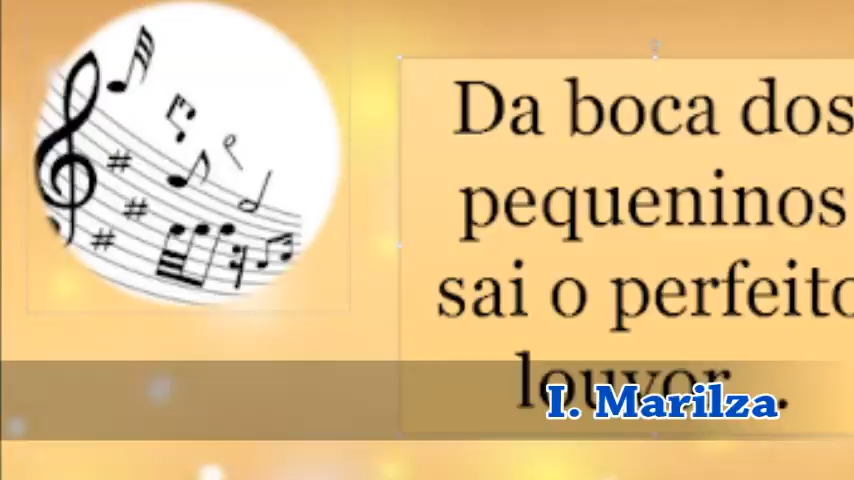 Da boca dos
pequeninos
sai o perfeito
louvor...
I. Marilza